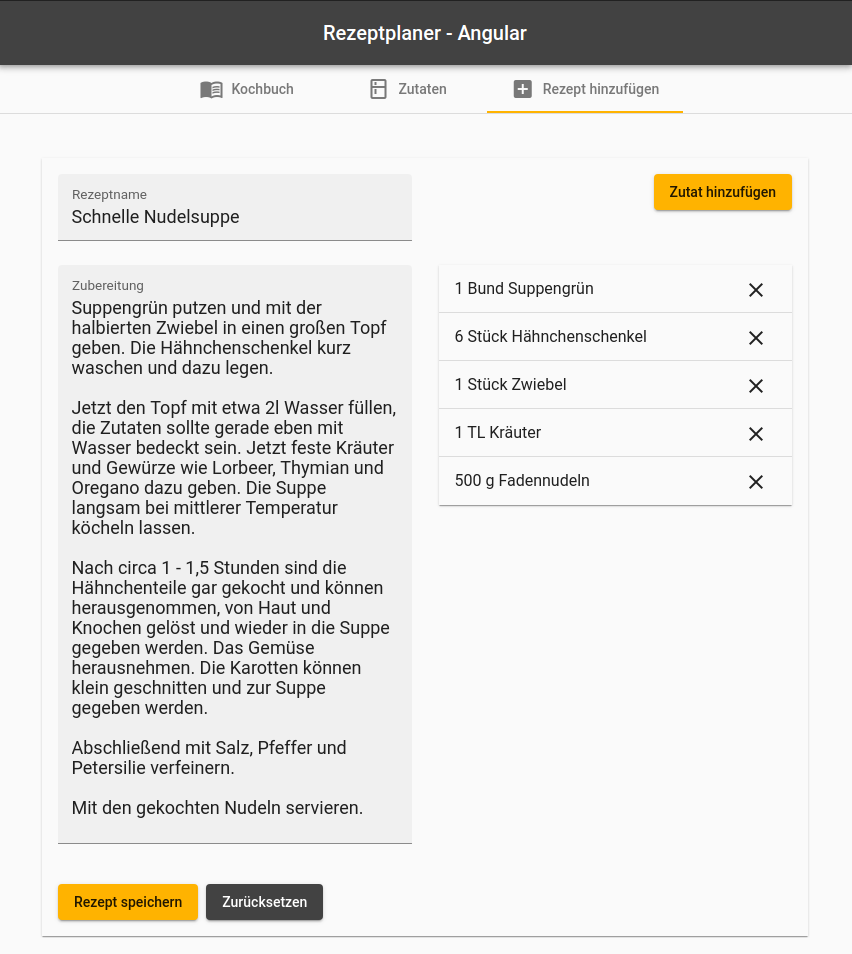 Rezeptplaner - Angular
Kochbuch
Zutaten
Rezept hinzufügen
Rezeptname
Schnelle Nudelsuppe
Zutat hinzufügen
Zubereitung
Suppengrün putzen und mit der
halbierten Zwiebel in einen großen Topf
geben. Die Hähnchenschenkel kurz
waschen und dazu legen.
Jetzt den Topf mit etwa 2l Wasser füllen,
die Zutaten sollte gerade eben mit
Wasser bedeckt sein. Jetzt feste Kräuter
und Gewürze wie Lorbeer, Thymian und
Oregano dazu geben. Die Suppe
langsam bei mittlerer Temperatur
köcheln lassen.
Nach circa 1 - 1,5 Stunden sind die
Hähnchenteile gar gekocht und können
herausgenommen, von Haut und
Knochen gelöst und wieder in die Suppe
gegeben werden. Das Gemüse
herausnehmen. Die Karotten können
klein geschnitten und zur Suppe
gegeben werden.
Abschließend mit Salz, Pfeffer und
Petersilie verfeinern.
Mit den gekochten Nudeln servieren.
1 Bund Suppengrün
6 Stück Hähnchenschenkel
1 Stück Zwiebel
1 TL Kräuter
500 g Fadennudeln
Rezept speichern
Zurücksetzen